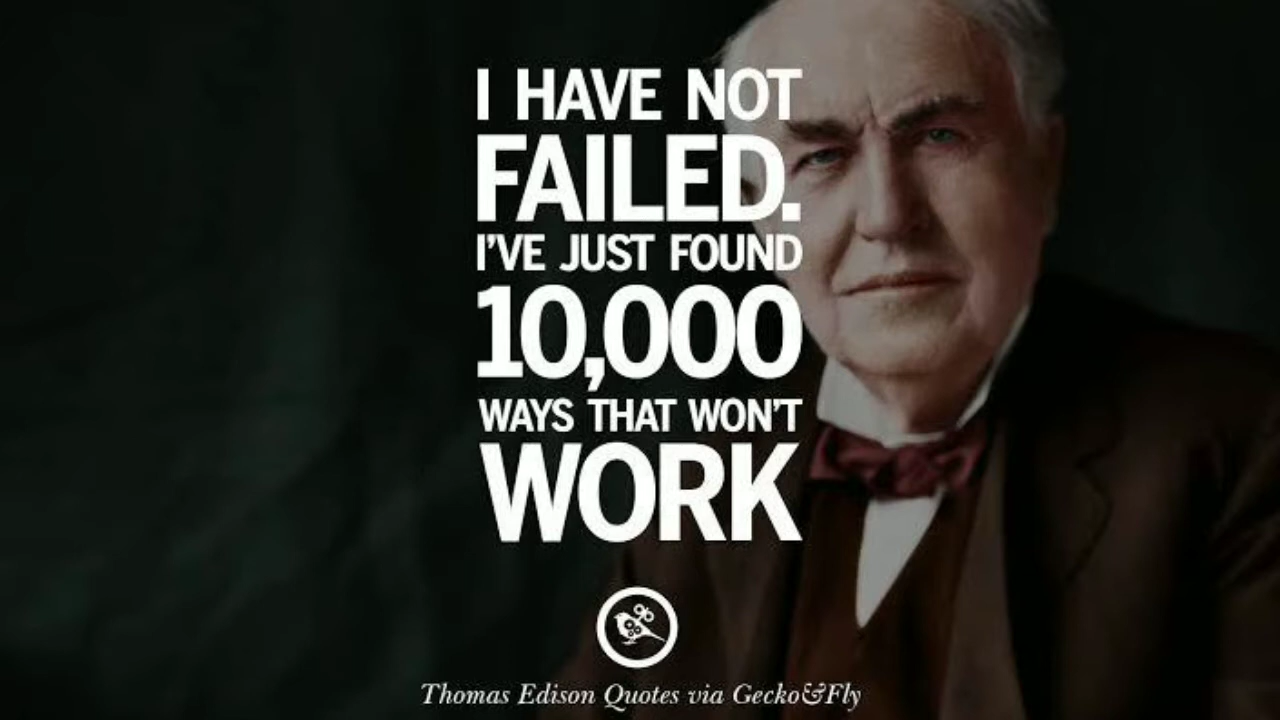 I HAVE NOT
FAILED.
I'VE JUST FOUND
10,000
WAYS THAT WON'T
WORK
Thomas Edison Quotes via Gecko&Fly